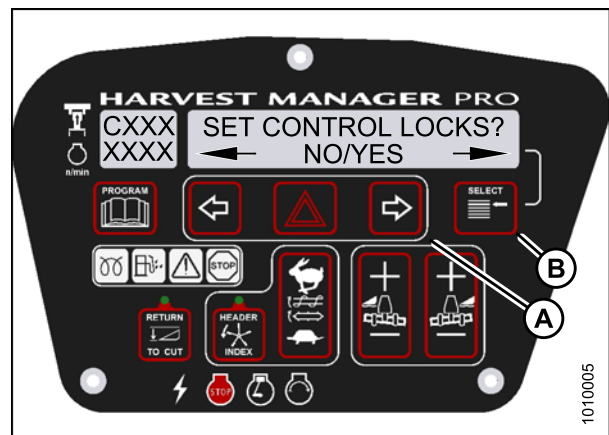 HARVEST MANAGER PRO
CXXX
XXXX
SET CONTROL LOCKS?
NO/YES
n/min
PROGRAM
SELECT
STOP
B
A
RETURN
TO CUT
HEADER
INDEX
STOP
1010005